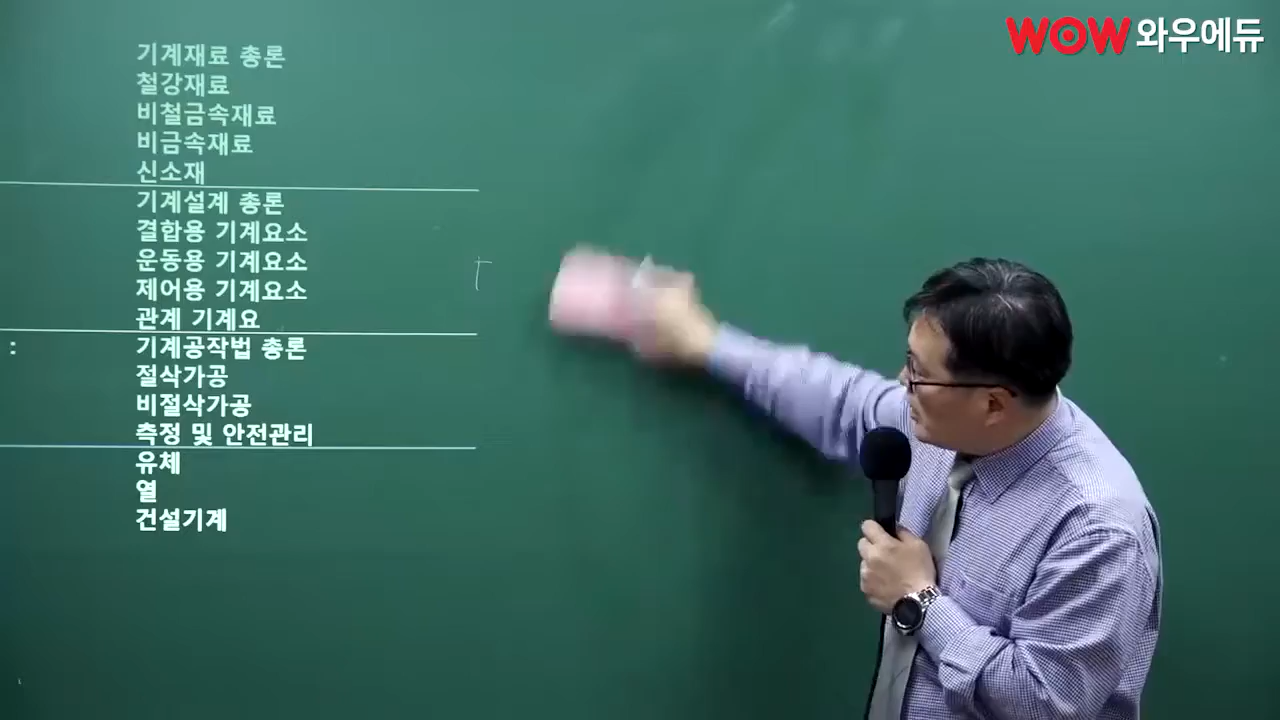 WOW와우에듀
기계재료 총론
철강재료
비철금속재료
비금속재료
신소재
기계설계 총론
결합용 기계요소
운동용 기계요소
제어용 기계요소
관계 기계요
:
기계공작법 총론
절삭가공
비절삭가공
측정 및 안전관리
유체
열
건설기계